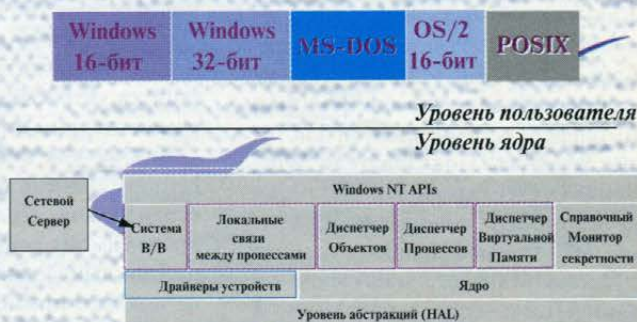 Windows
16-бит
Windows
32-бит
MS-DOS
OS/2
16-бит
POSIX
Уровень пользователя
Уровень ядра
Сетевой
Сервер
Windows NT APIs
Система
В/В
Локальные
связи
между процессами
Диспетчер
Объектов
Диспетчер
Процессов
Диспетчер
Виртуальной
Памяти
Справочный
Монитор
секретности
Драйверы устройств
Ядро
Уровень абстракций (HAL)